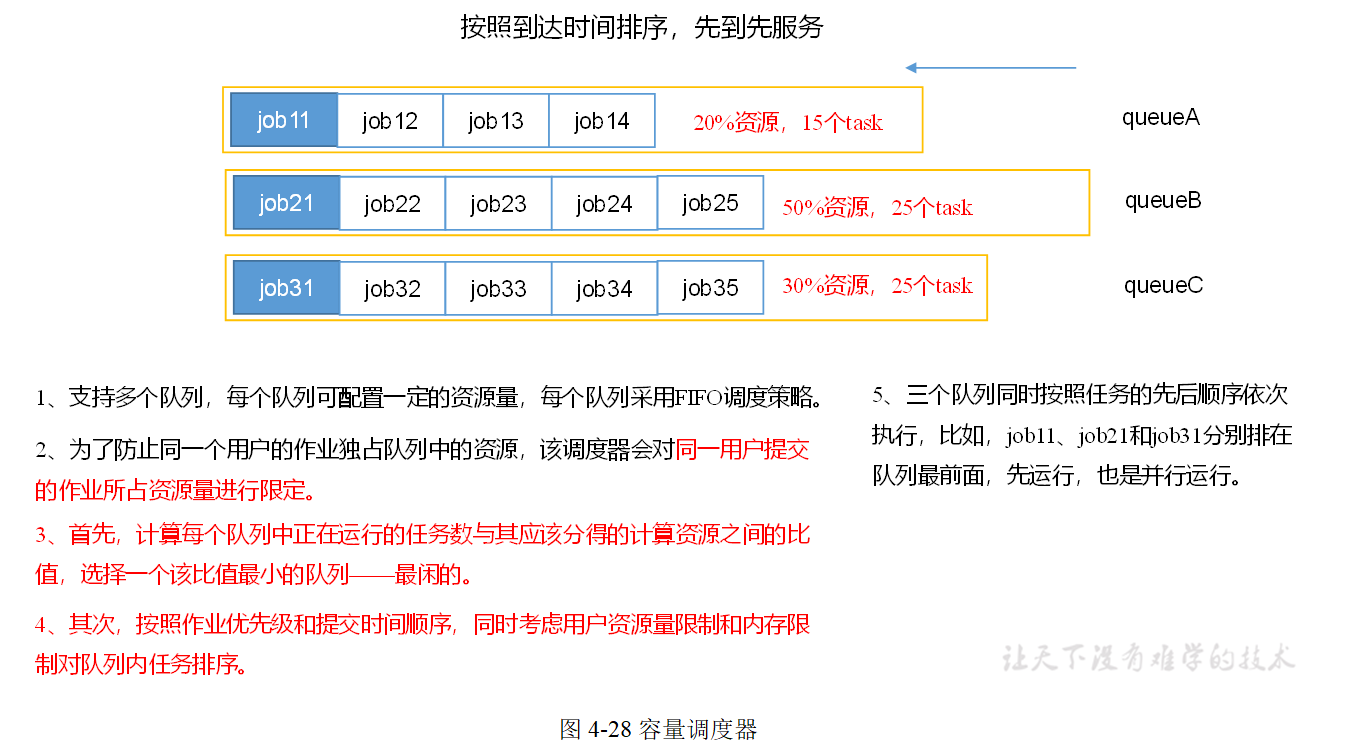 按照到达时间排序，先到先服务
job11 job12 job13 job14 20%资源，15个task queueA
job21 job22 job23 job24 job25 50%资源，25个task queueB
job31 job32 job33 job34 job35 30%资源，25个task queueC
1、支持多个队列，每个队列可配置一定的资源量，每个队列采用FIFO调度策略。
2、为了防止同一个用户的作业独占队列中的资源，该调度器会对同一用户提交
的作业所占资源量进行限定。
3、首先，计算每个队列中正在运行的任务数与其应该分得的计算资源之间的比
值，选择一个该比值最小的队列——最闲的。
4、其次，按照作业优先级和提交时间顺序，同时考虑用户资源量限制和内存限
制对队列内任务排序。
5、三个队列同时按照任务的先后顺序依次
执行，比如，job11、job21和job31分别排在
队列最前面，先运行，也是并行运行。
让天下没有难学的技术
图 4-28 容量调度器